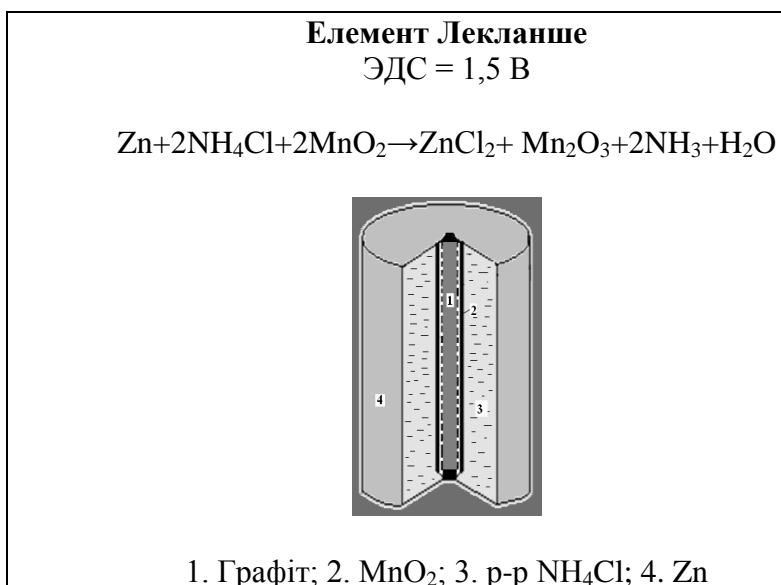 Елемент Лекланше
ЭДС = 1,5 В
Zn+2NH₄Cl+2MnO₂→ZnCl₂+ Mn₂O₃+2NH₃+H₂O
1
2
3
4
1. Графіт; 2. MnO₂; 3. р-р NH₄Cl; 4. Zn